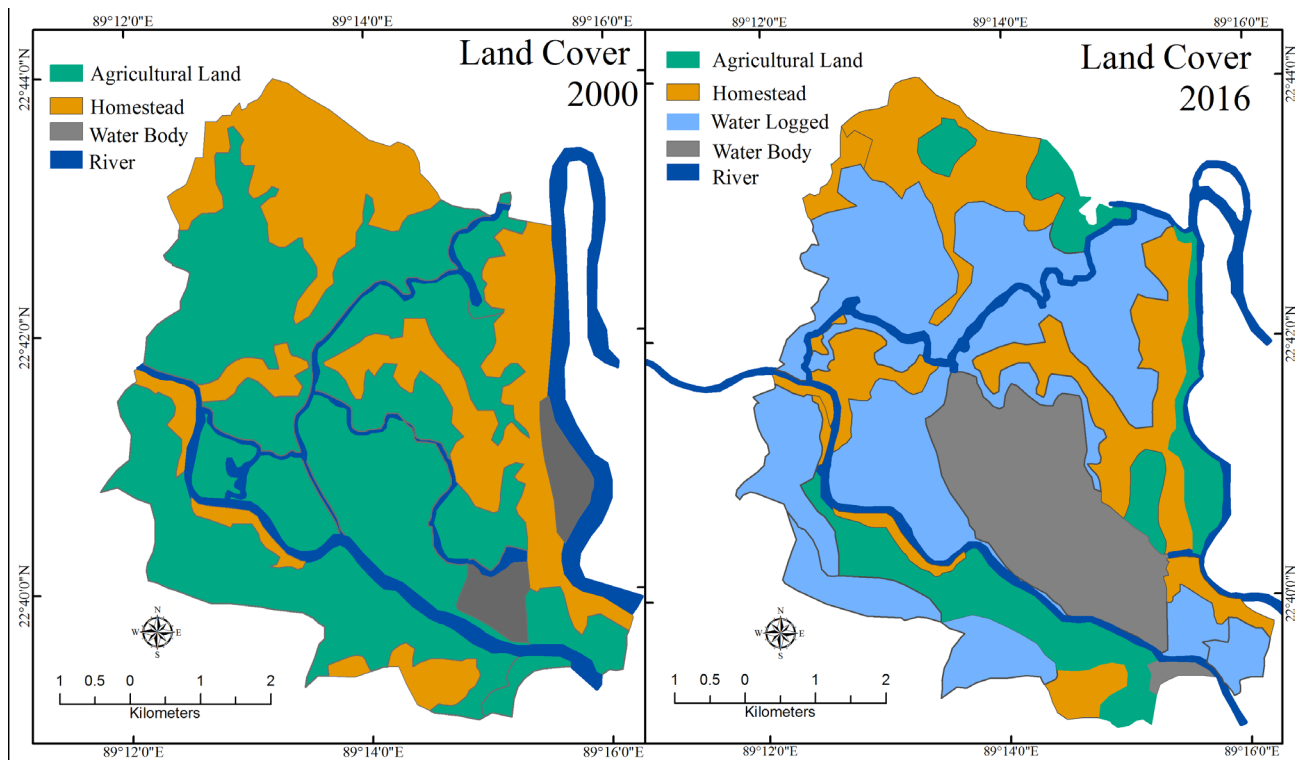 89°12'0"E 89°14'0"E 89°16'0"E 89°14'0"E 89°16'0"E
Land Cover
2000
Agricultural Land
Homestead
Water Body
River
22°44'0"N
22°42'0"N
22°40'0"N
N
W E
S
1 0.5 0 1 2
Kilometers
89°12'0"E 89°14'0"E 89°16'0"E
Land Cover
2016
Agricultural Land
Homestead
Water Logged
Water Body
River
22°44'0"N
22°42'0"N
22°40'0"N
N
W E
S
1 0.5 0 1 2
Kilometers
89°12'0"E 89°14'0"E 89°16'0"E